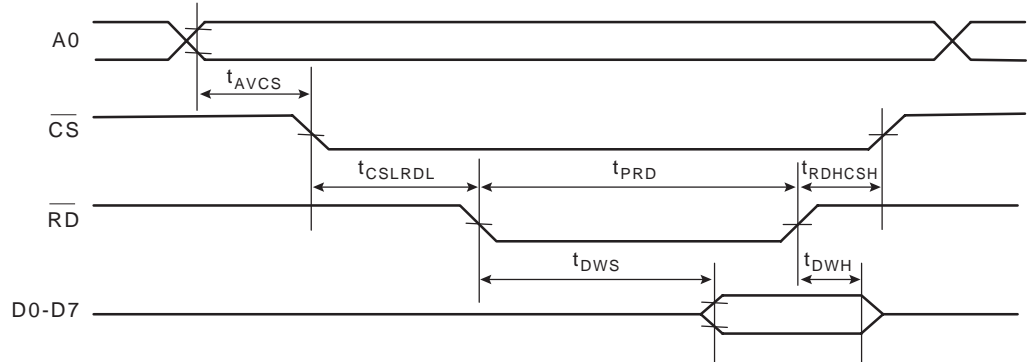 A0
tAVCS
CS
tCSLRDL
tPRD
tRDHCSH
RD
tDWS
tDWH
D0-D7